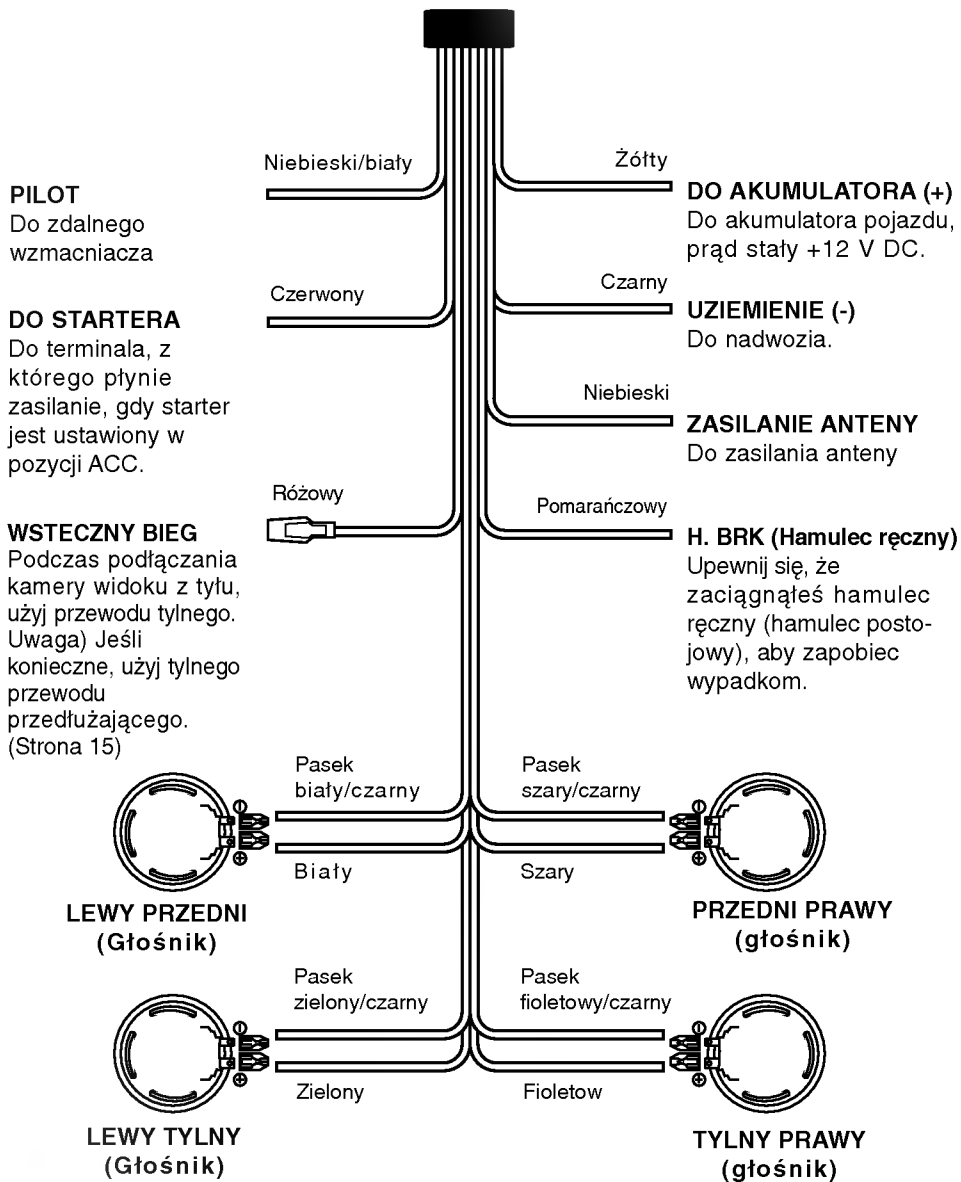 Niebieski/biały
PILOT
Do zdalnego
wzmacniacza
Czerwony
DO STARTERA
Do terminala, z
którego płynie
zasilanie, gdy starter
jest ustawiony w
pozycji ACC.
Różowy
WSTECZNY BIEG
Podczas podłączania
kamery widoku z tyłu,
użyj przewodu tylnego.
Uwaga) Jeśli
konieczne, użyj tylnego
przewodu
przedłużającego.
(Strona 15)
Żółty
DO AKUMULATORA (+)
Do akumulatora pojazdu,
prąd stały +12 V DC.
Czarny
UZIEMIENIE (-)
Do nadwozia.
Niebieski
ZASILANIE ANTENY
Do zasilania anteny
Pomarańczowy
H. BRK (Hamulec ręczny)
Upewnij się, że
zaciągnąłeś hamulec
ręczny (hamulec posto-
jowy), aby zapobiec
wypadkom.
Pasek
biały/czarny
Biały
LEWY PRZEDNI
(Głośnik)
Pasek
szary/czarny
Szary
PRZEDNI PRAWY
(głośnik)
Pasek
zielony/czarny
Zielony
LEWY TYLNY
(Głośnik)
Pasek
fioletowy/czarny
Fioletow
TYLNY PRAWY
(głośnik)